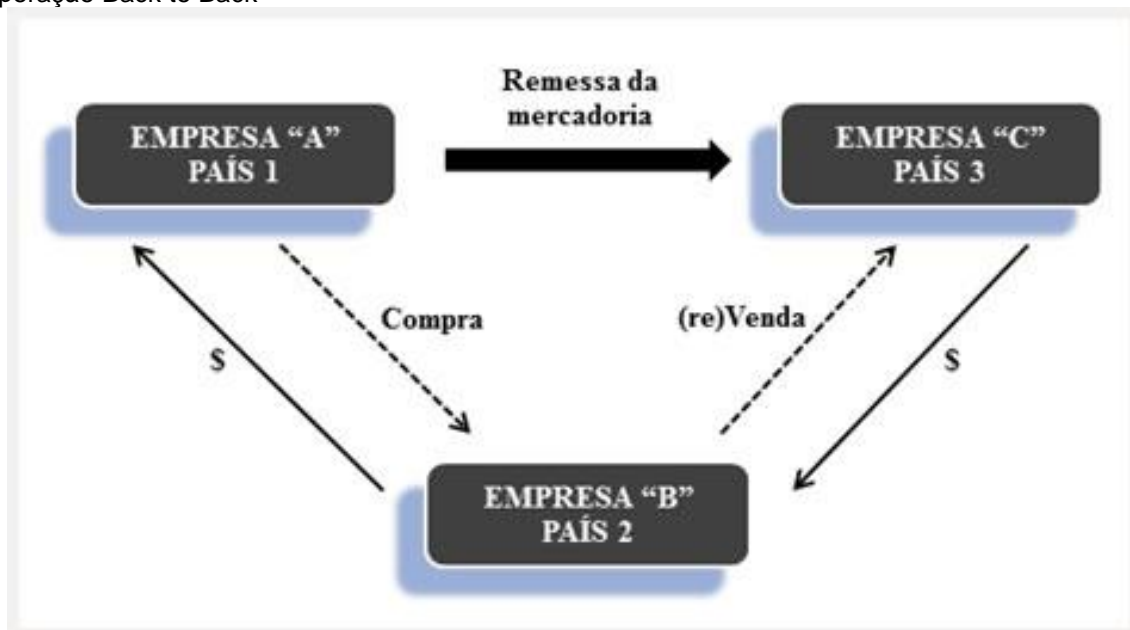 Remessa da
mercadoria
EMPRESA “A”
PAÍS 1
EMPRESA “C”
PAÍS 3
Compra
(re)Venda
$
$
EMPRESA “B”
PAÍS 2